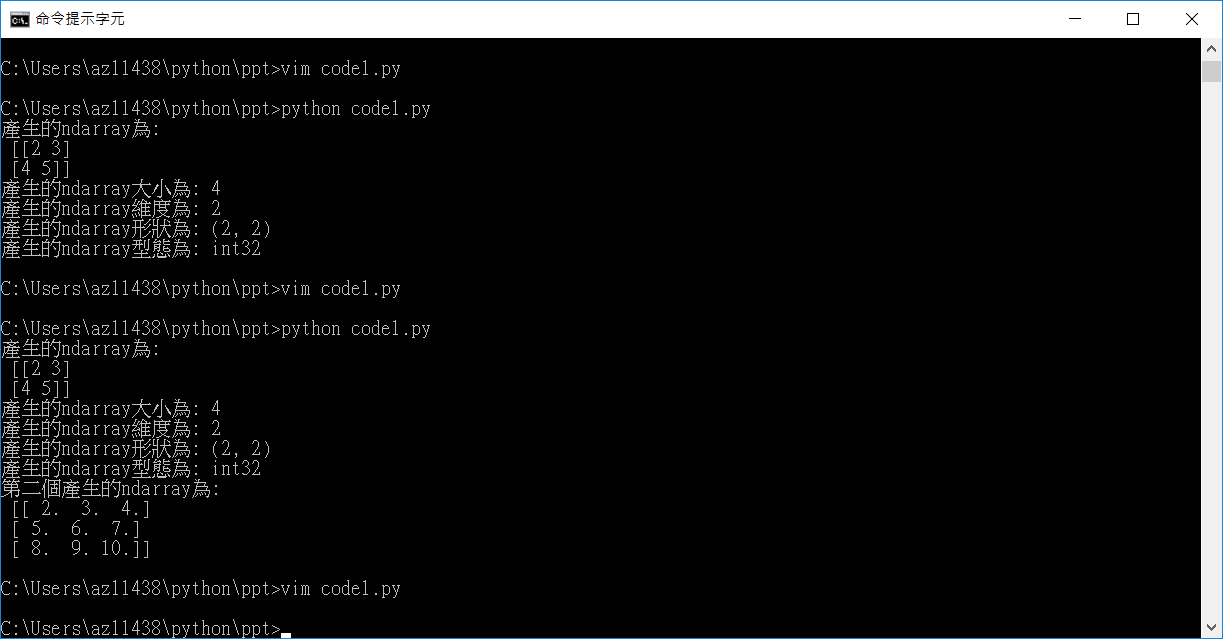 命令提示字元
C:\Users\az11438\python\ppt>vim code1.py
C:\Users\az11438\python\ppt>python code1.py
產生的ndarray為:
[[2 3]
[4 5]]
產生的ndarray大小為: 4
產生的ndarray維度為: 2
產生的ndarray形狀為: (2, 2)
產生的ndarray型態為: int32
C:\Users\az11438\python\ppt>vim code1.py
C:\Users\az11438\python\ppt>python code1.py
產生的ndarray為:
[[2 3]
[4 5]]
產生的ndarray大小為: 4
產生的ndarray維度為: 2
產生的ndarray形狀為: (2, 2)
產生的ndarray型態為: int32
第二個產生的ndarray為:
[[ 2.  3.  4.]
[ 5.  6.  7.]
[ 8.  9. 10.]]
C:\Users\az11438\python\ppt>vim code1.py
C:\Users\az11438\python\ppt>